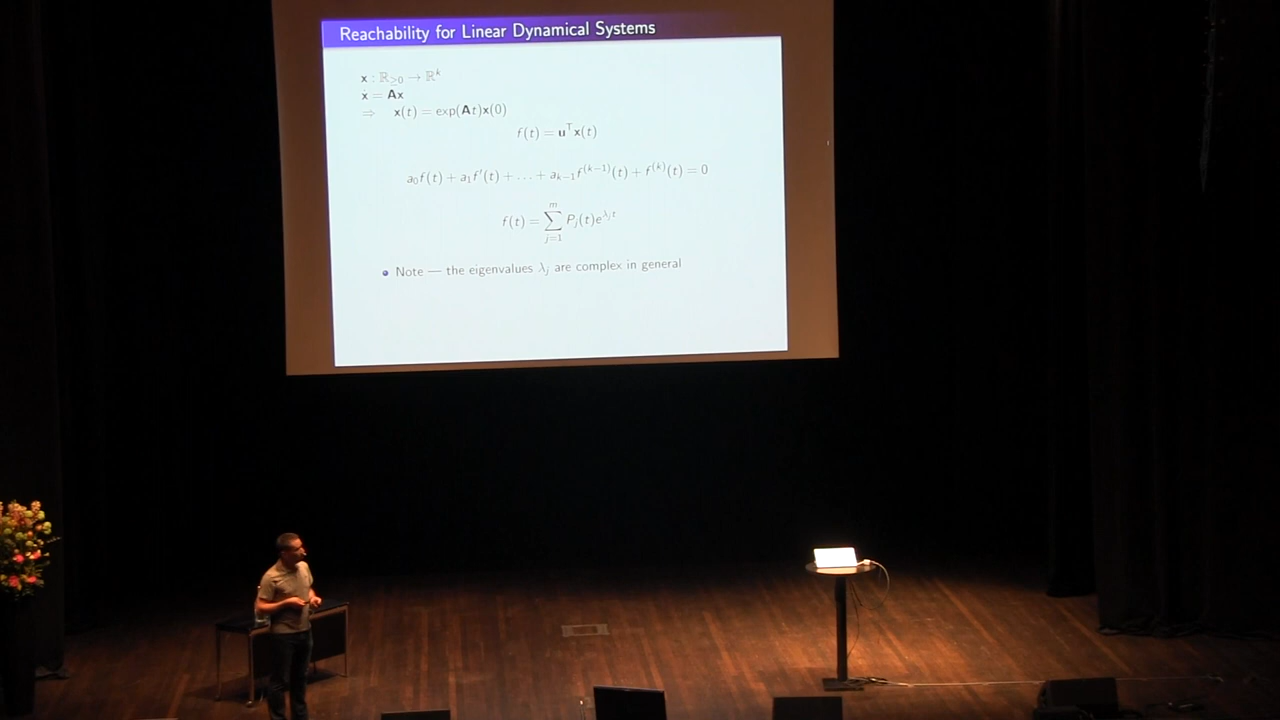 Reachability for Linear Dynamical Systems
x : ℝ≥0 → ℝᵏ
ẋ = Ax
⇒ x(t) = exp(At)x(0)
f(t) = uᵀx(t)
a₀f(t) + a₁f′(t) + … + aₖ₋₁f⁽ᵏ⁻¹⁾(t) + f⁽ᵏ⁾(t) = 0
f(t) = ∑_{j=1}^{m} Pⱼ(t)e^{λⱼt}
• Note — the eigenvalues λⱼ are complex in general